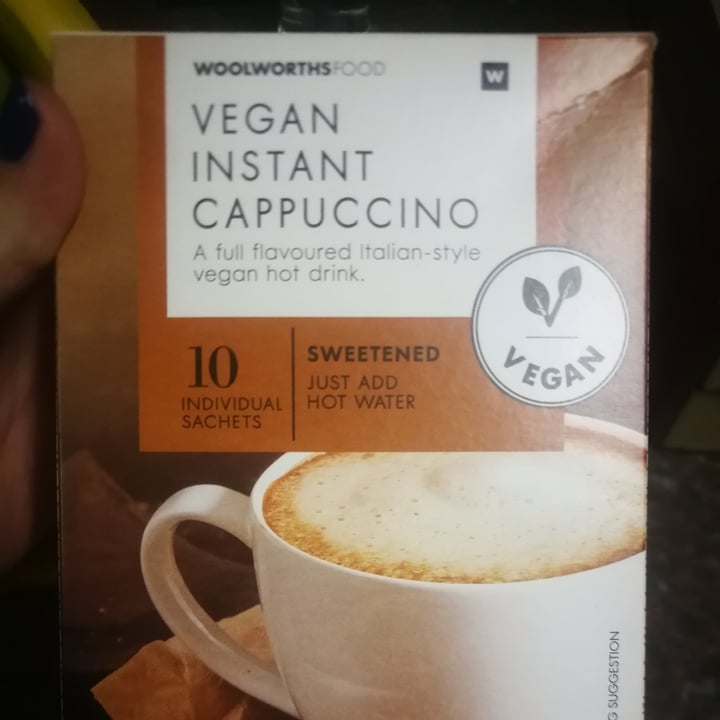 WOOLWORTHSFOOD
W
VEGAN
INSTANT
CAPPUCCINO
A full flavoured Italian-style
vegan hot drink.
VEGAN
10
INDIVIDUAL
SACHETS
SWEETENED
JUST ADD
HOT WATER
SUGGESTION